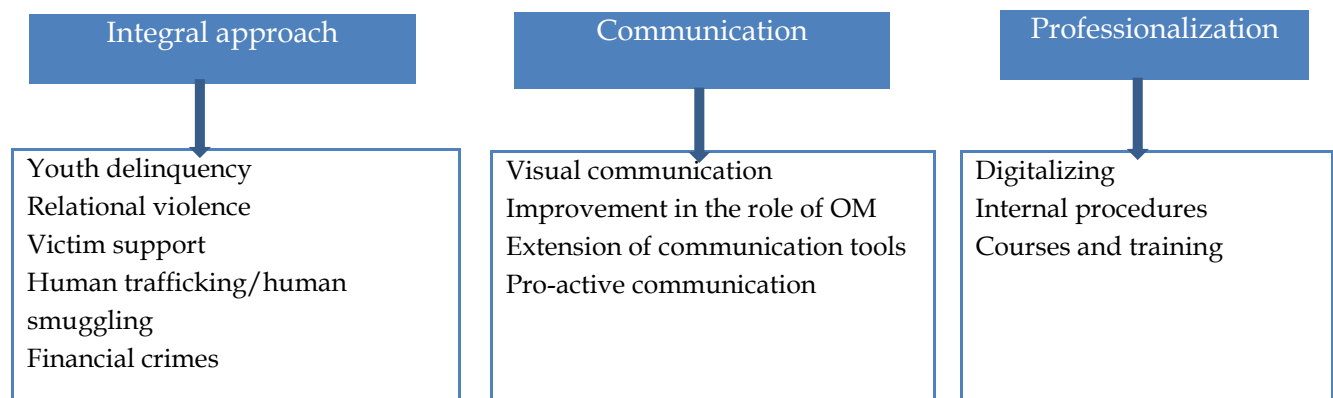 Integral approach
Youth delinquency
Relational violence
Victim support
Human trafficking/human
smuggling
Financial crimes
Communication
Visual communication
Improvement in the role of OM
Extension of communication tools
Pro-active communication
Professionalization
Digitalizing
Internal procedures
Courses and training